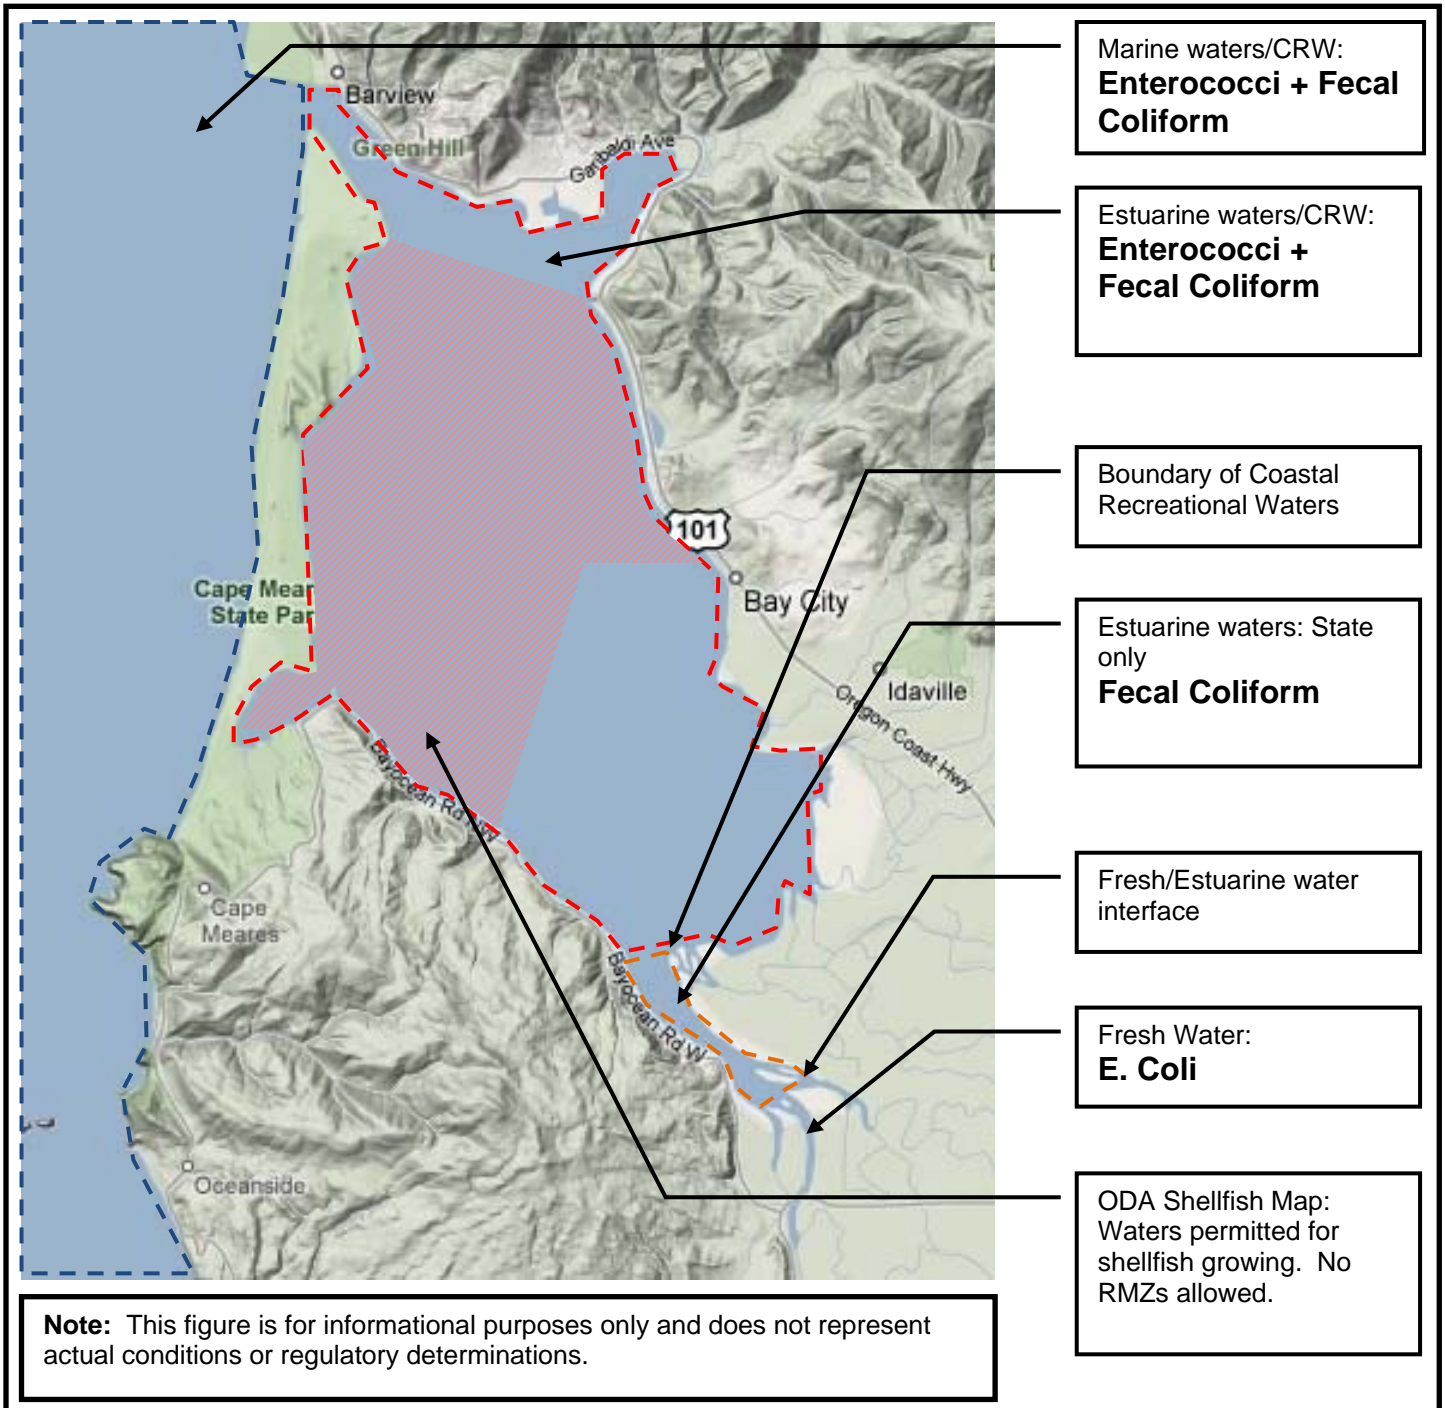 Marine waters/CRW:
Enterococci + Fecal
Coliform
Estuarine waters/CRW:
Enterococci +
Fecal Coliform
Boundary of Coastal
Recreational Waters
Estuarine waters: State
only
Fecal Coliform
Fresh/Estuarine water
interface
Fresh Water:
E. Coli
ODA Shellfish Map:
Waters permitted for
shellfish growing.  No
RMZs allowed.
Barview
Green Hill
Garibaldi Ave
101
Bay City
Cape Mear
State Par
Idaville
Oregon Coast Hwy
Bayocean Rd
Cape
Meares
Bayocean Rd W
Oceanside
Note:  This figure is for informational purposes only and does not represent
actual conditions or regulatory determinations.